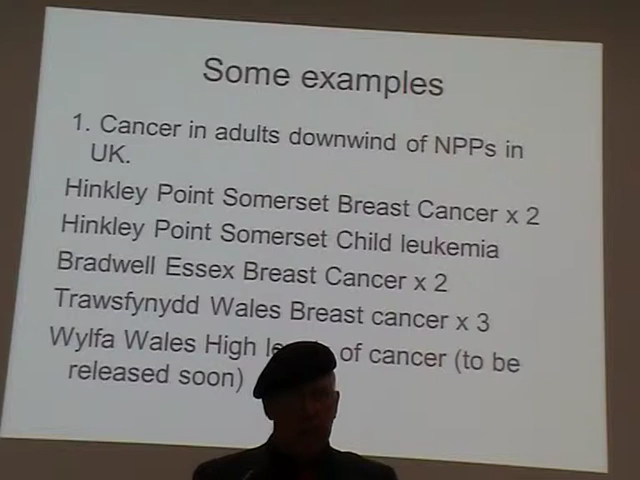 Some examples
1. Cancer in adults downwind of NPPs in
UK.
Hinkley Point Somerset Breast Cancer x 2
Hinkley Point Somerset Child leukemia
Bradwell Essex Breast Cancer x 2
Trawsfynydd Wales Breast cancer x 3
Wylfa Wales High of cancer (to be
released soon)